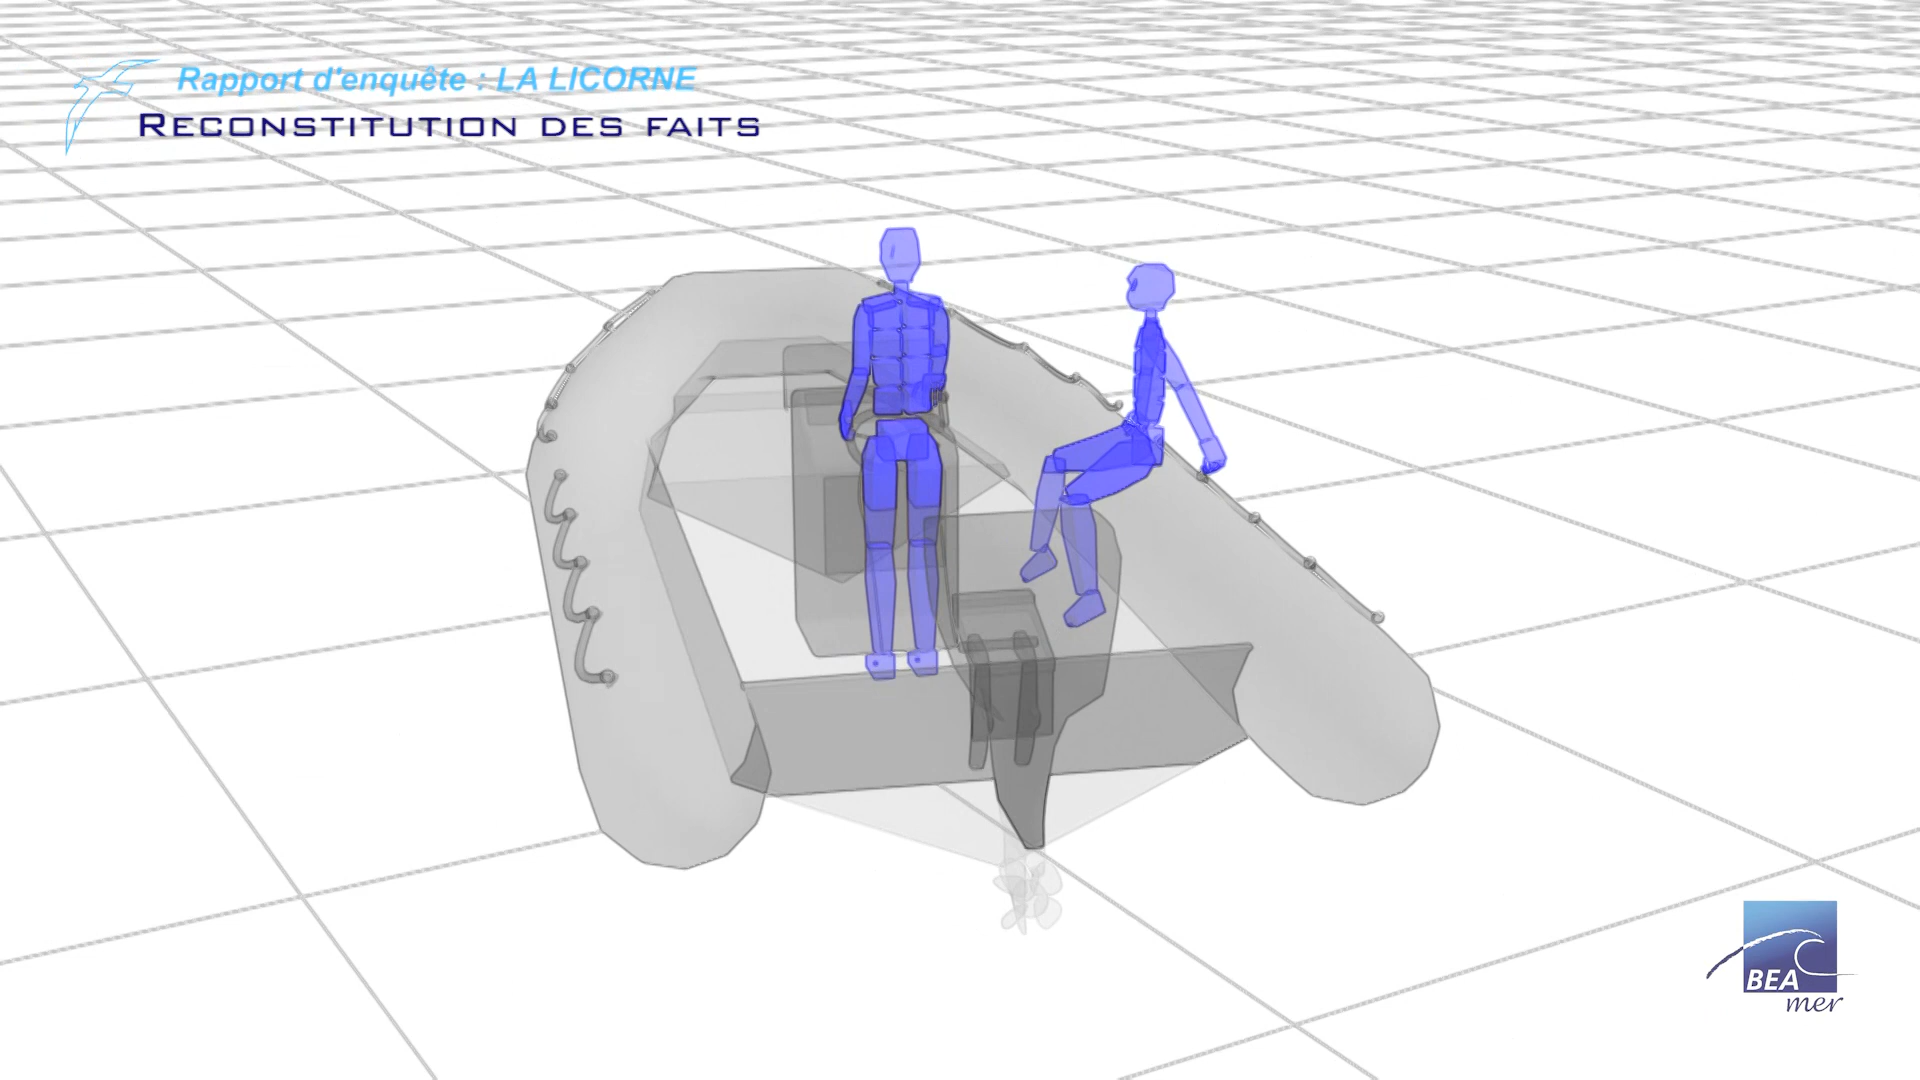 Rapport d'enquête : LA LICORNE
RECONSTITUTION DES FAITS
BEA
mer